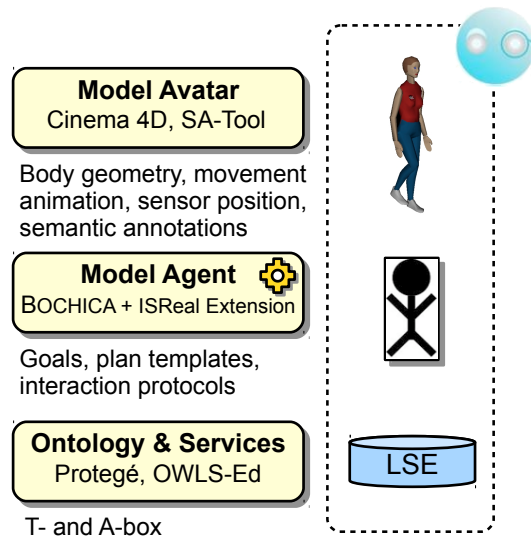 Model Avatar
Cinema 4D, SA-Tool
Body geometry, movement
animation, sensor position,
semantic annotations
Model Agent
BOCHICA + ISReal Extension
Goals, plan templates,
interaction protocols
Ontology & Services
Protegé, OWLS-Ed
LSE
T- and A-box